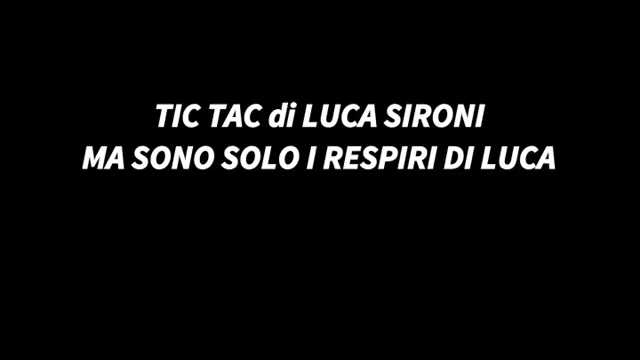 TIC TAC di LUCA SIRONI
MA SONO SOLO I RESPIRI DI LUCA